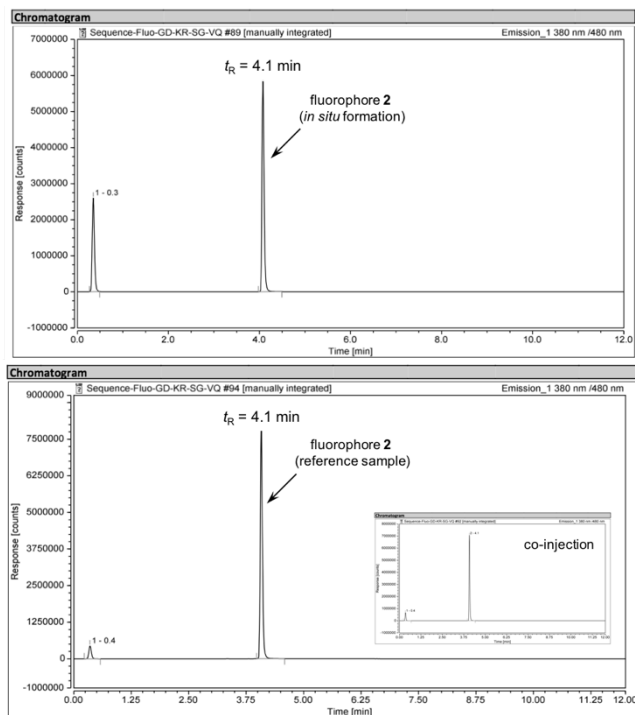 Chromatogram
Sequence-Fluo-GD-KR-SG-VQ #89 [manually integrated] Emission_1 380 nm /480 nm
7000000
6000000
5000000
4000000
3000000
2000000
1000000
0
-1000000
Response [counts]
tR = 4.1 min
fluorophore 2
(in situ formation)
1 - 0.3
0.0 2.0 4.0 6.0 8.0 10.0 12.0
Time [min]
Chromatogram
Sequence-Fluo-GD-KR-SG-VQ #94 [manually integrated] Emission_1 380 nm /480 nm
9000000
7500000
6250000
5000000
3750000
2500000
1250000
0
-1000000
Response [counts]
tR = 4.1 min
fluorophore 2
(reference sample)
1 - 0.4
Chromatogram
co-injection
Time [min]
0.00 1.25 2.50 3.75 5.00 6.25 7.50 8.75 10.00 12.00
Time [min]